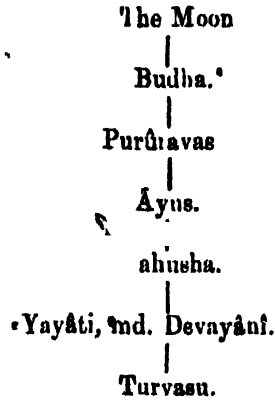 The Moon
Budha.*
Purûravas
Âyus.
ahusha.
Yayâti, md. Devayânî.
Turvasu.